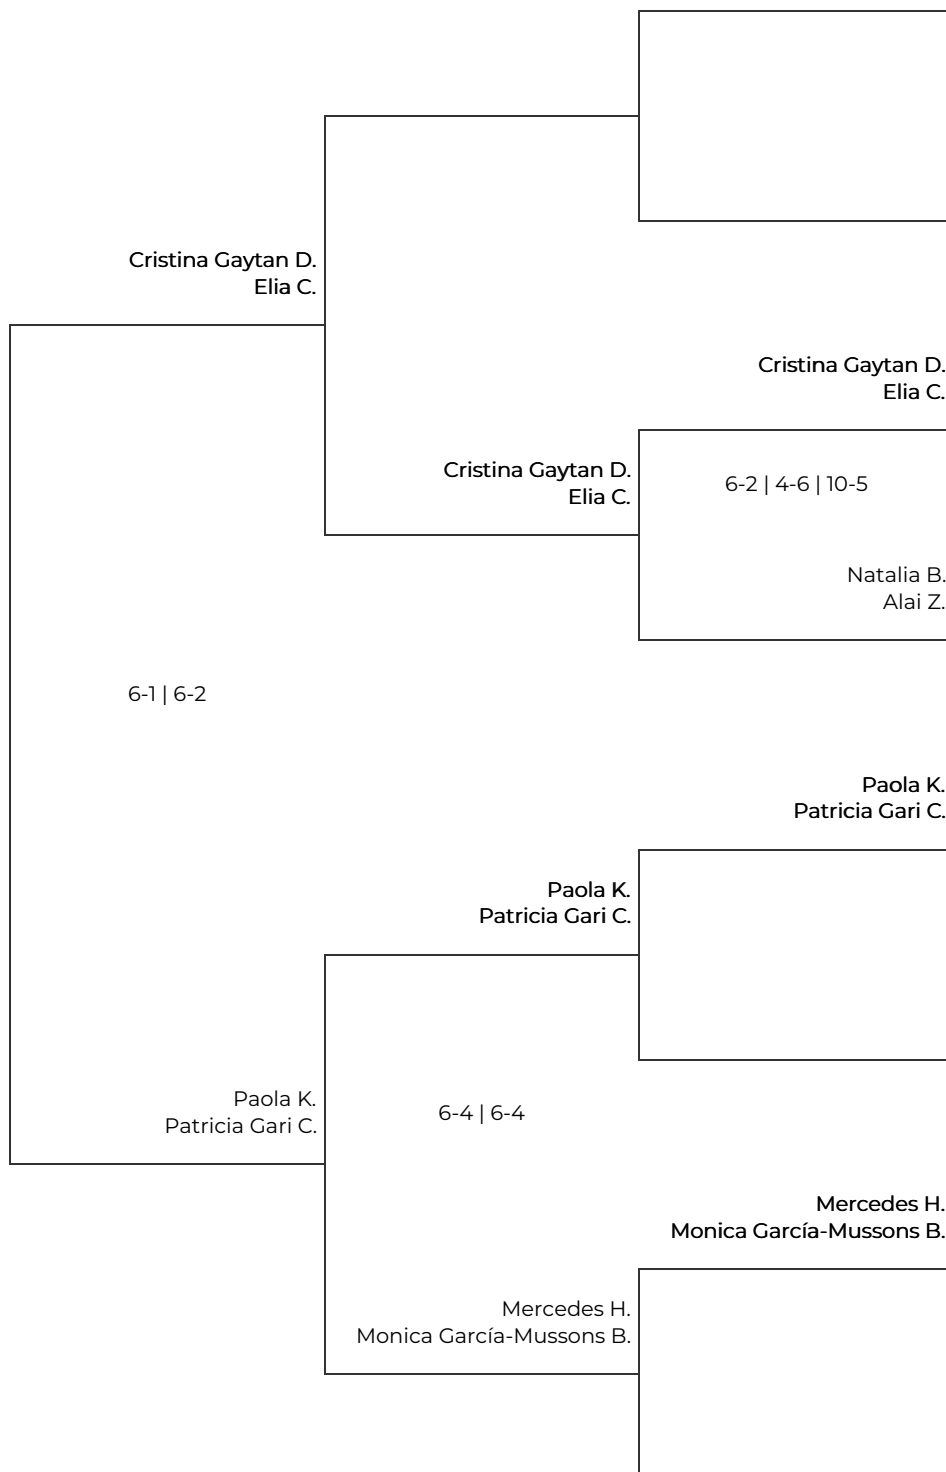 Cristina Gaytan D.
Elia C.
Cristina Gaytan D.
Elia C.
Cristina Gaytan D.
Elia C.
6-2 | 4-6 | 10-5
Natalia B.
Alai Z.
6-1 | 6-2
Paola K.
Patricia Gari C.
Paola K.
Patricia Gari C.
Paola K.
Patricia Gari C.
6-4 | 6-4
Mercedes H.
Monica García-Mussons B.
Mercedes H.
Monica García-Mussons B.